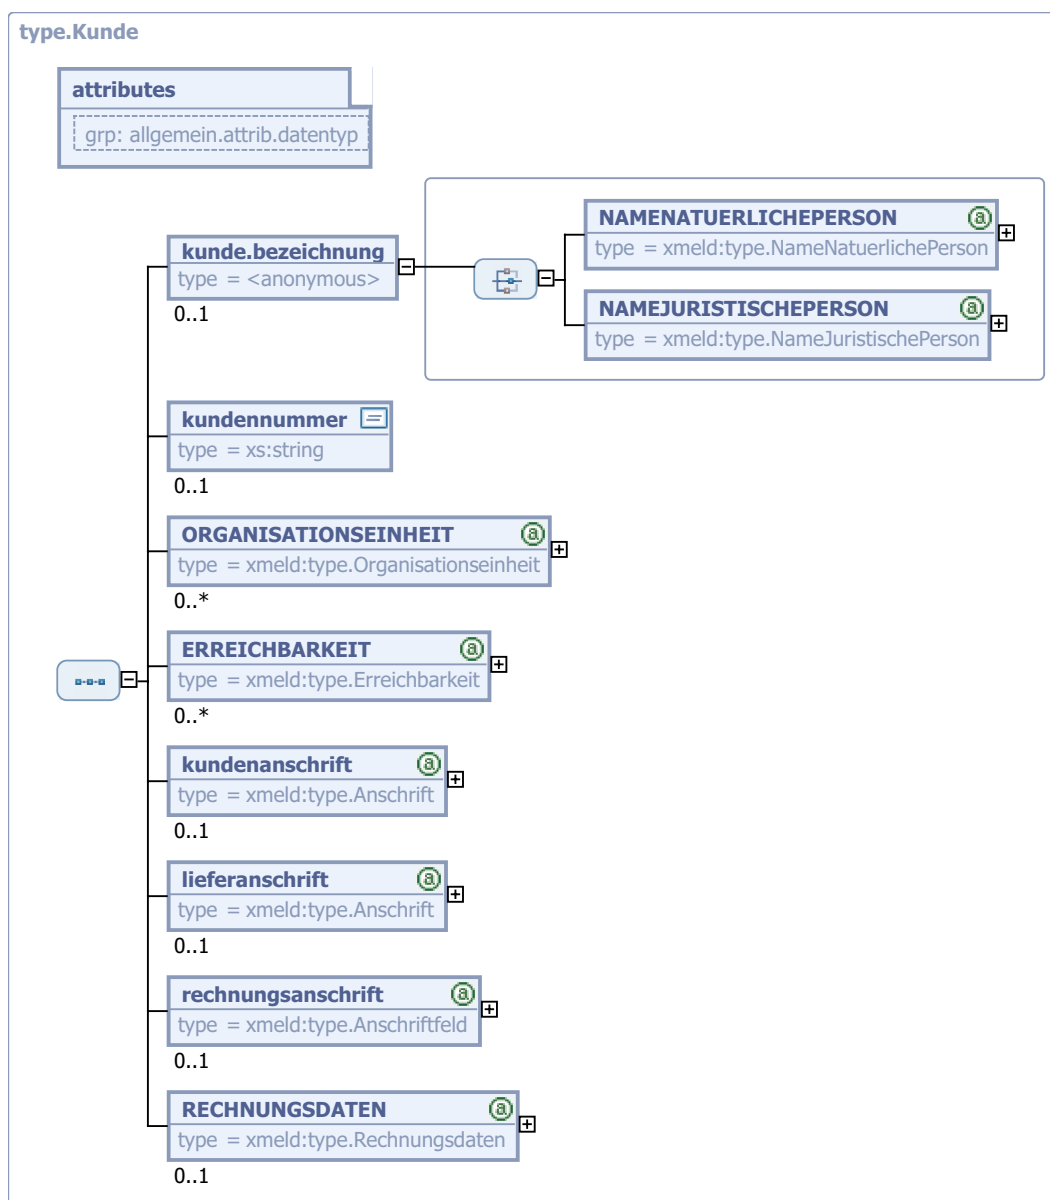 type.Kunde
attributes
grp: allgemein.attrib.datentyp
kunde.bezeichnung
type = <anonymous>
0..1
NAMENATUERLICHEPERSON
type = xmeld:type.NameNatuerlichePerson
NAMEJURISTISCHEPERSON
type = xmeld:type.NameJuristischePerson
kundennummer
type = xs:string
0..1
ORGANISATIONSEINHEIT
type = xmeld:type.Organisationseinheit
0..*
ERREICHBARKEIT
type = xmeld:type.Erreichbarkeit
0..*
kundenanschrift
type = xmeld:type.Anschrift
0..1
lieferanschrift
type = xmeld:type.Anschrift
0..1
rechnungsanschrift
type = xmeld:type.Anschriftfeld
0..1
RECHNUNGSDATEN
type = xmeld:type.Rechnungsdaten
0..1